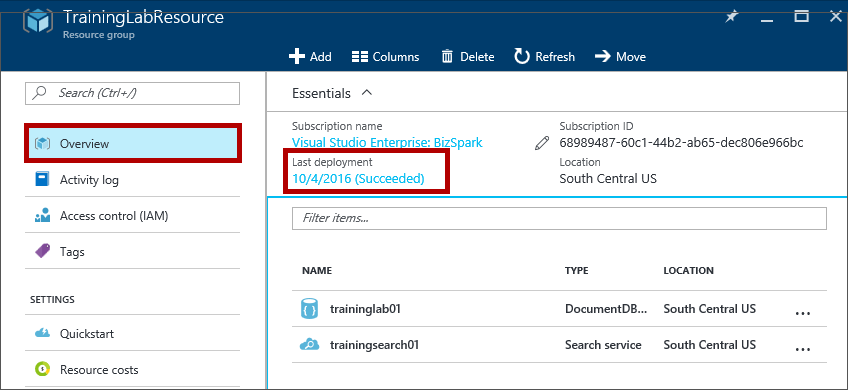 TrainingLabResource
Resource group
Add Columns Delete Refresh Move
Search (Ctrl+/)
Overview
Activity log
Access control (IAM)
Tags
SETTINGS
Quickstart
Resource costs
Essentials
Subscription name
Visual Studio Enterprise: BizSpark
Last deployment
10/4/2016 (Succeeded)
Subscription ID
68989487-60c1-44b2-ab65-dec806e966bc
Location
South Central US
Filter items...
NAME TYPE LOCATION
traininglab01 DocumentDB... South Central US ...
trainingsearch01 Search service South Central US ...